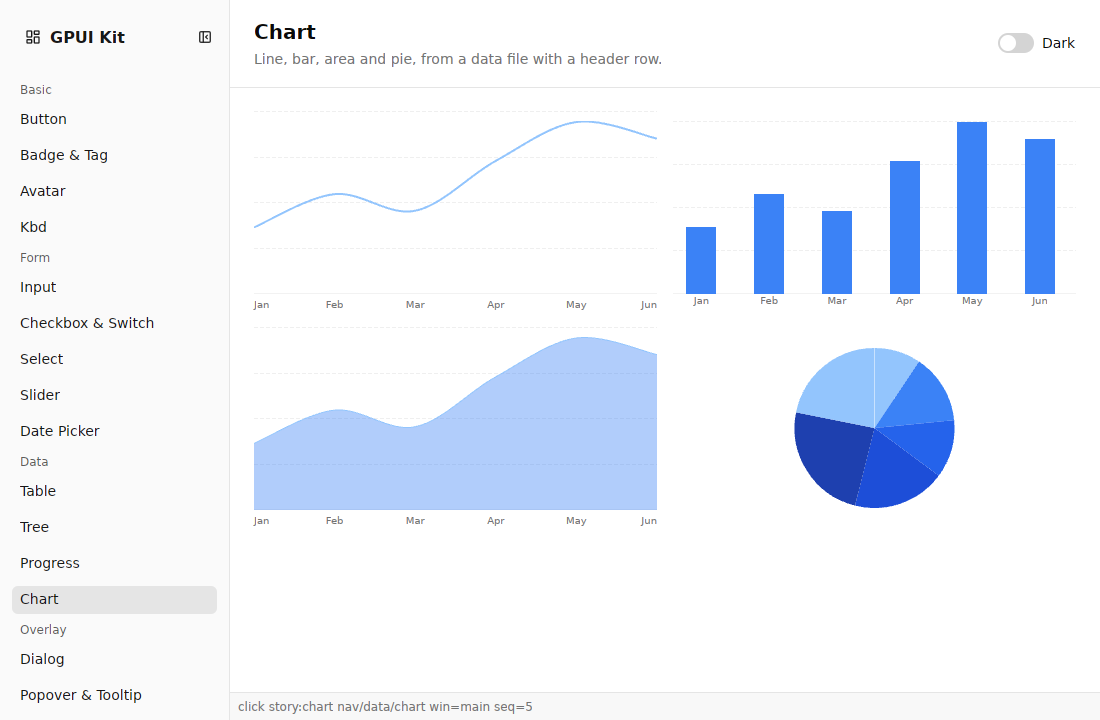 GPUI Kit
Basic
Button
Badge & Tag
Avatar
Kbd
Form
Input
Checkbox & Switch
Select
Slider
Date Picker
Data
Table
Tree
Progress
Chart
Overlay
Dialog
Popover & Tooltip
Chart
Line, bar, area and pie, from a data file with a header row.
Dark
Jan Feb Mar Apr May Jun
Jan Feb Mar Apr May Jun
Jan Feb Mar Apr May Jun
click story:chart nav/data/chart win=main seq=5